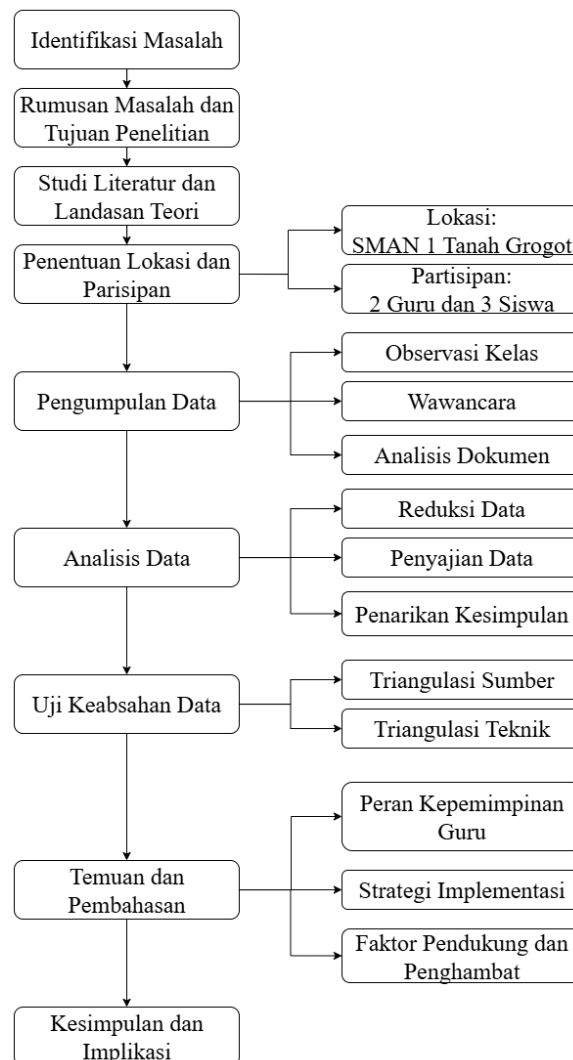 Identifikasi Masalah
Rumusan Masalah dan
Tujuan Penelitian
Studi Literatur dan
Landasan Teori
Penentuan Lokasi dan
Parisipan
Lokasi:
SMAN 1 Tanah Grogot
Partisipan:
2 Guru dan 3 Siswa
Pengumpulan Data
Observasi Kelas
Wawancara
Analisis Dokumen
Analisis Data
Reduksi Data
Penyajian Data
Penarikan Kesimpulan
Uji Keabsahan Data
Triangulasi Sumber
Triangulasi Teknik
Temuan dan
Pembahasan
Peran Kepemimpinan
Guru
Strategi Implementasi
Faktor Pendukung dan
Penghambat
Kesimpulan dan
Implikasi